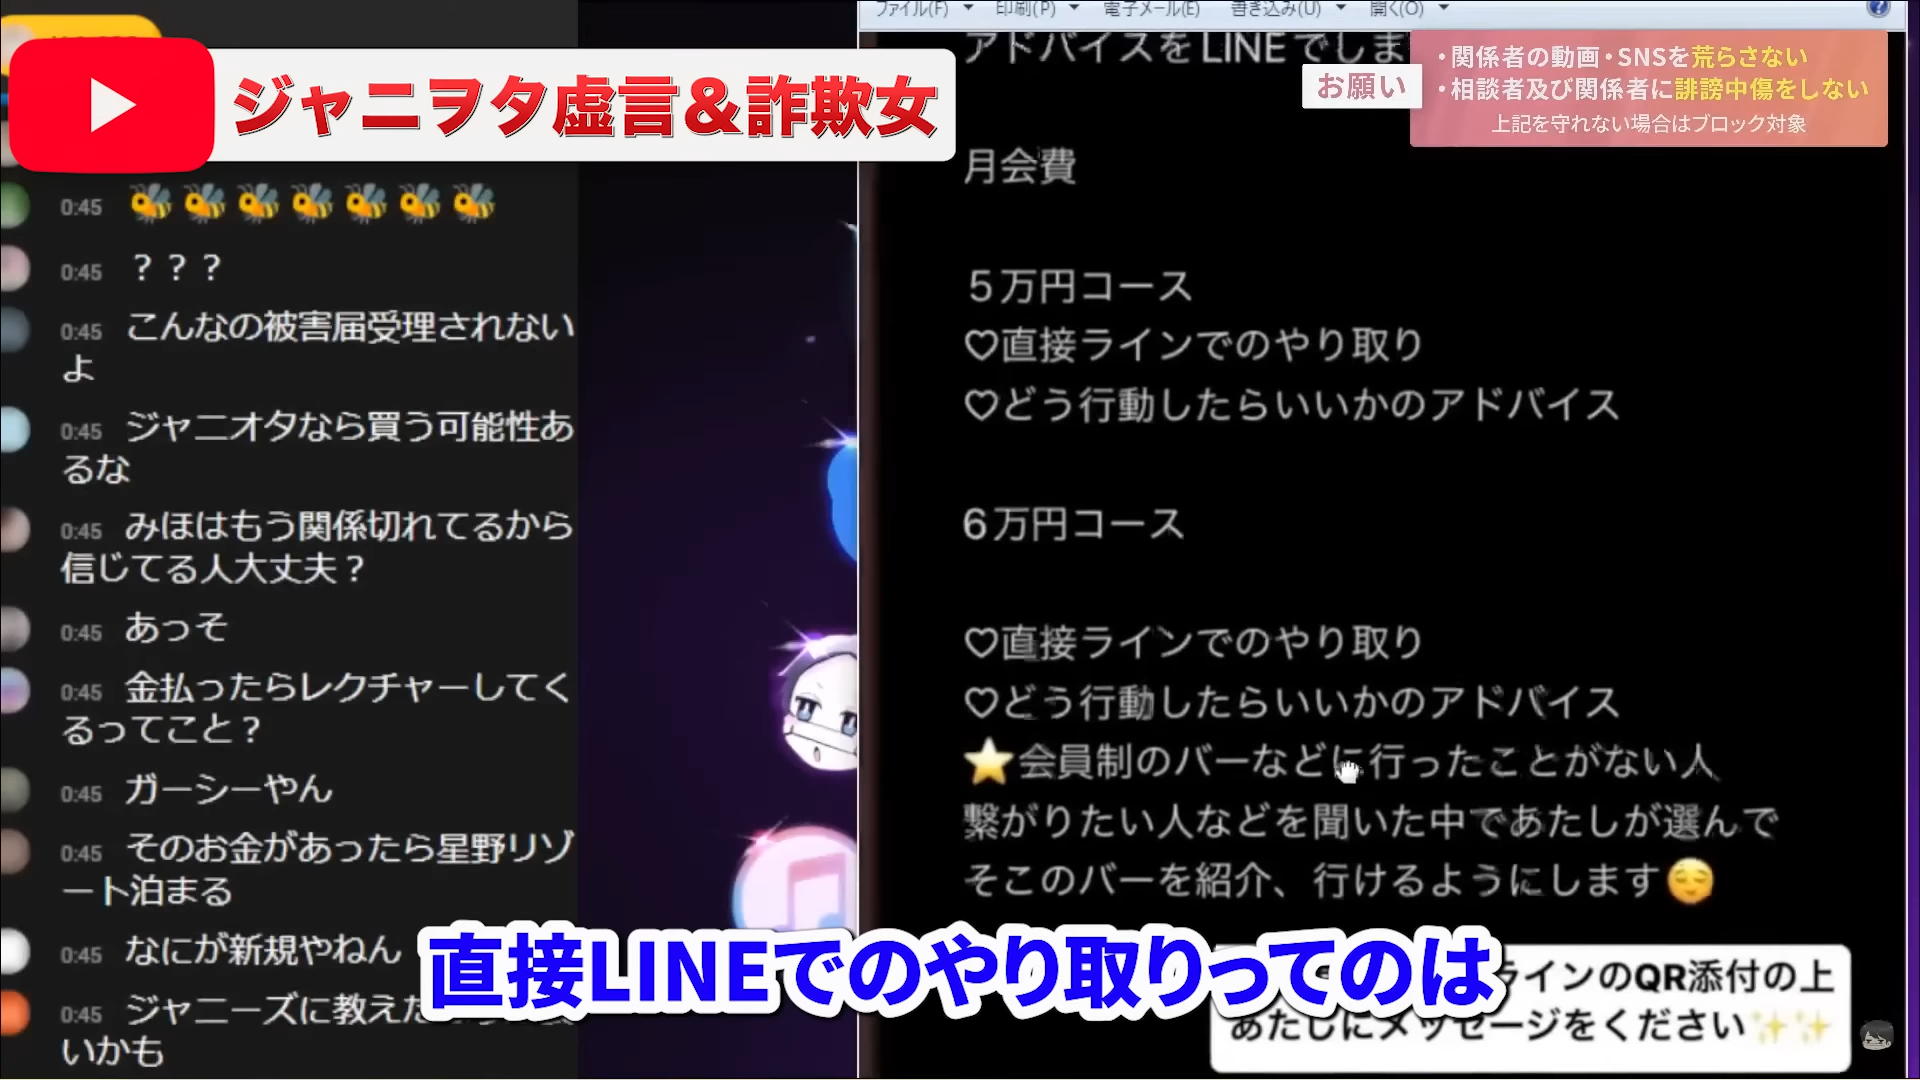 ファイル(F) 印刷(P) 電子メール(E) 書き込み(U) 開く(O)
ジャニヲタ虚言&詐欺女
アドバイスをLINEでしま
お願い
・関係者の動画・SNSを荒らさない
・相談者及び関係者に誹謗中傷をしない
上記を守れない場合はブロック対象
0:45 🐝🐝🐝🐝🐝🐝🐝
0:45 ？？？
0:45 こんなの被害届受理されない
よ
0:45 ジャニオタなら買う可能性あ
るな
0:45 みほはもう関係切れてるから
信じてる人大丈夫？
0:45 あっそ
0:45 金払ったらレクチャーしてく
るってこと？
0:45 ガーシーやん
0:45 そのお金があったら星野リゾ
ート泊まる
0:45 なにが新規やねん
0:45 ジャニーズに教えた
いかも
月会費
５万円コース
♡直接ラインでのやり取り
♡どう行動したらいいかのアドバイス
６万円コース
♡直接ラインでのやり取り
♡どう行動したらいいかのアドバイス
⭐️会員制のバーなどに行ったことがない人
繋がりたい人などを聞いた中であたしが選んで
そこのバーを紹介、行けるようにします😌
ラインのQR添付の上
あたしにメッセージをください✨✨
直接LINEでのやり取りってのは